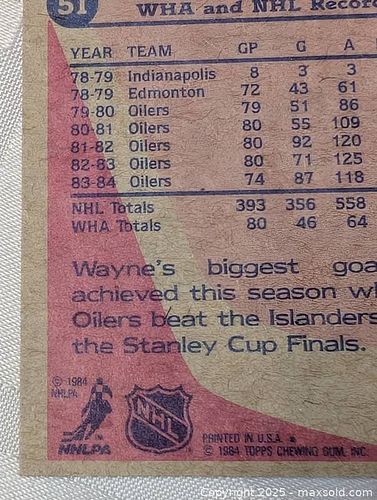 51
WHA and NHL Record
YEAR TEAM GP G A
78-79 Indianapolis 8 3 3
78-79 Edmonton 72 43 61
79-80 Oilers 79 51 86
80-81 Oilers 80 55 109
81-82 Oilers 80 92 120
82-83 Oilers 80 71 125
83-84 Oilers 74 87 118
NHL Totals 393 356 558
WHA Totals 80 46 64
Wayne's biggest goa
achieved this season wh
Oilers beat the Islanders
the Stanley Cup Finals.
© 1984
NHLPA
NHLPA
NHL
PRINTED IN U.S.A.
© 1984 TOPPS CHEWING GUM, INC.
Copyright 2025 - maxsold.com